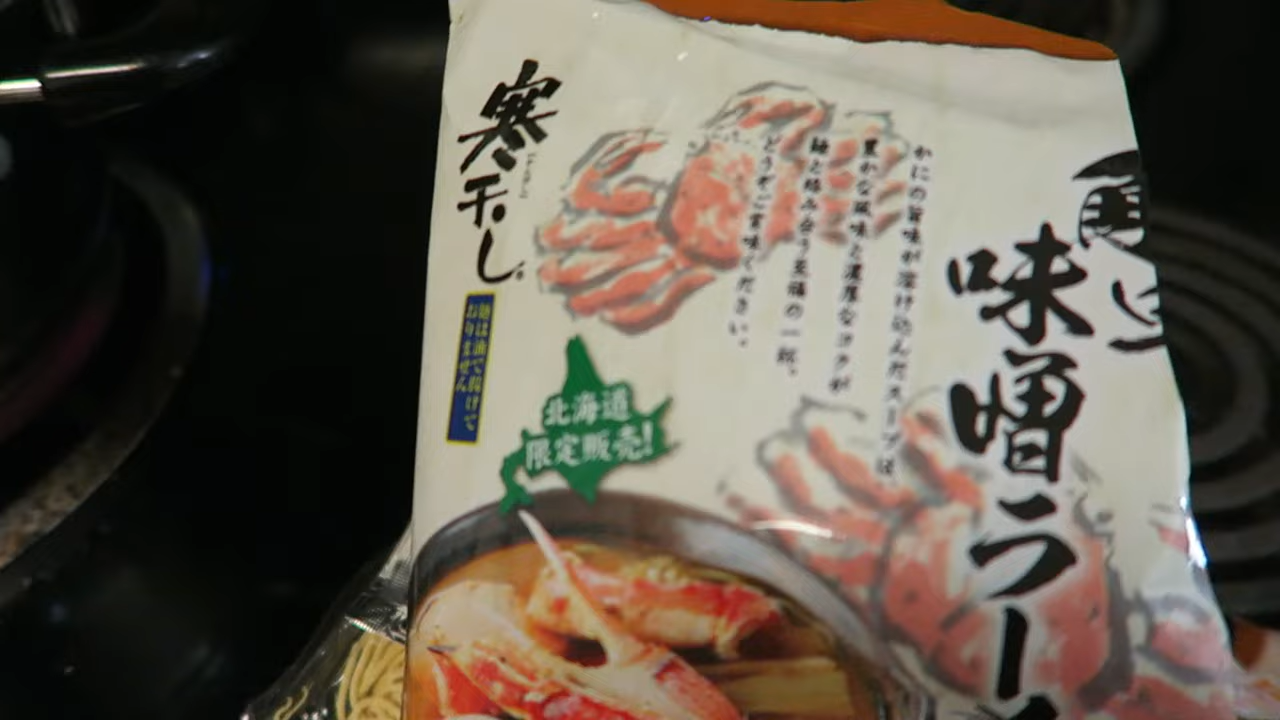 味噌ラー
かにの旨味が溶け込んだスープは
豊かな風味と濃厚なコクが
麺と絡み合う至福の一杯。
どうぞご賞味ください。
寒干し
麺は油で揚げて
おりません
北海道
限定販売!